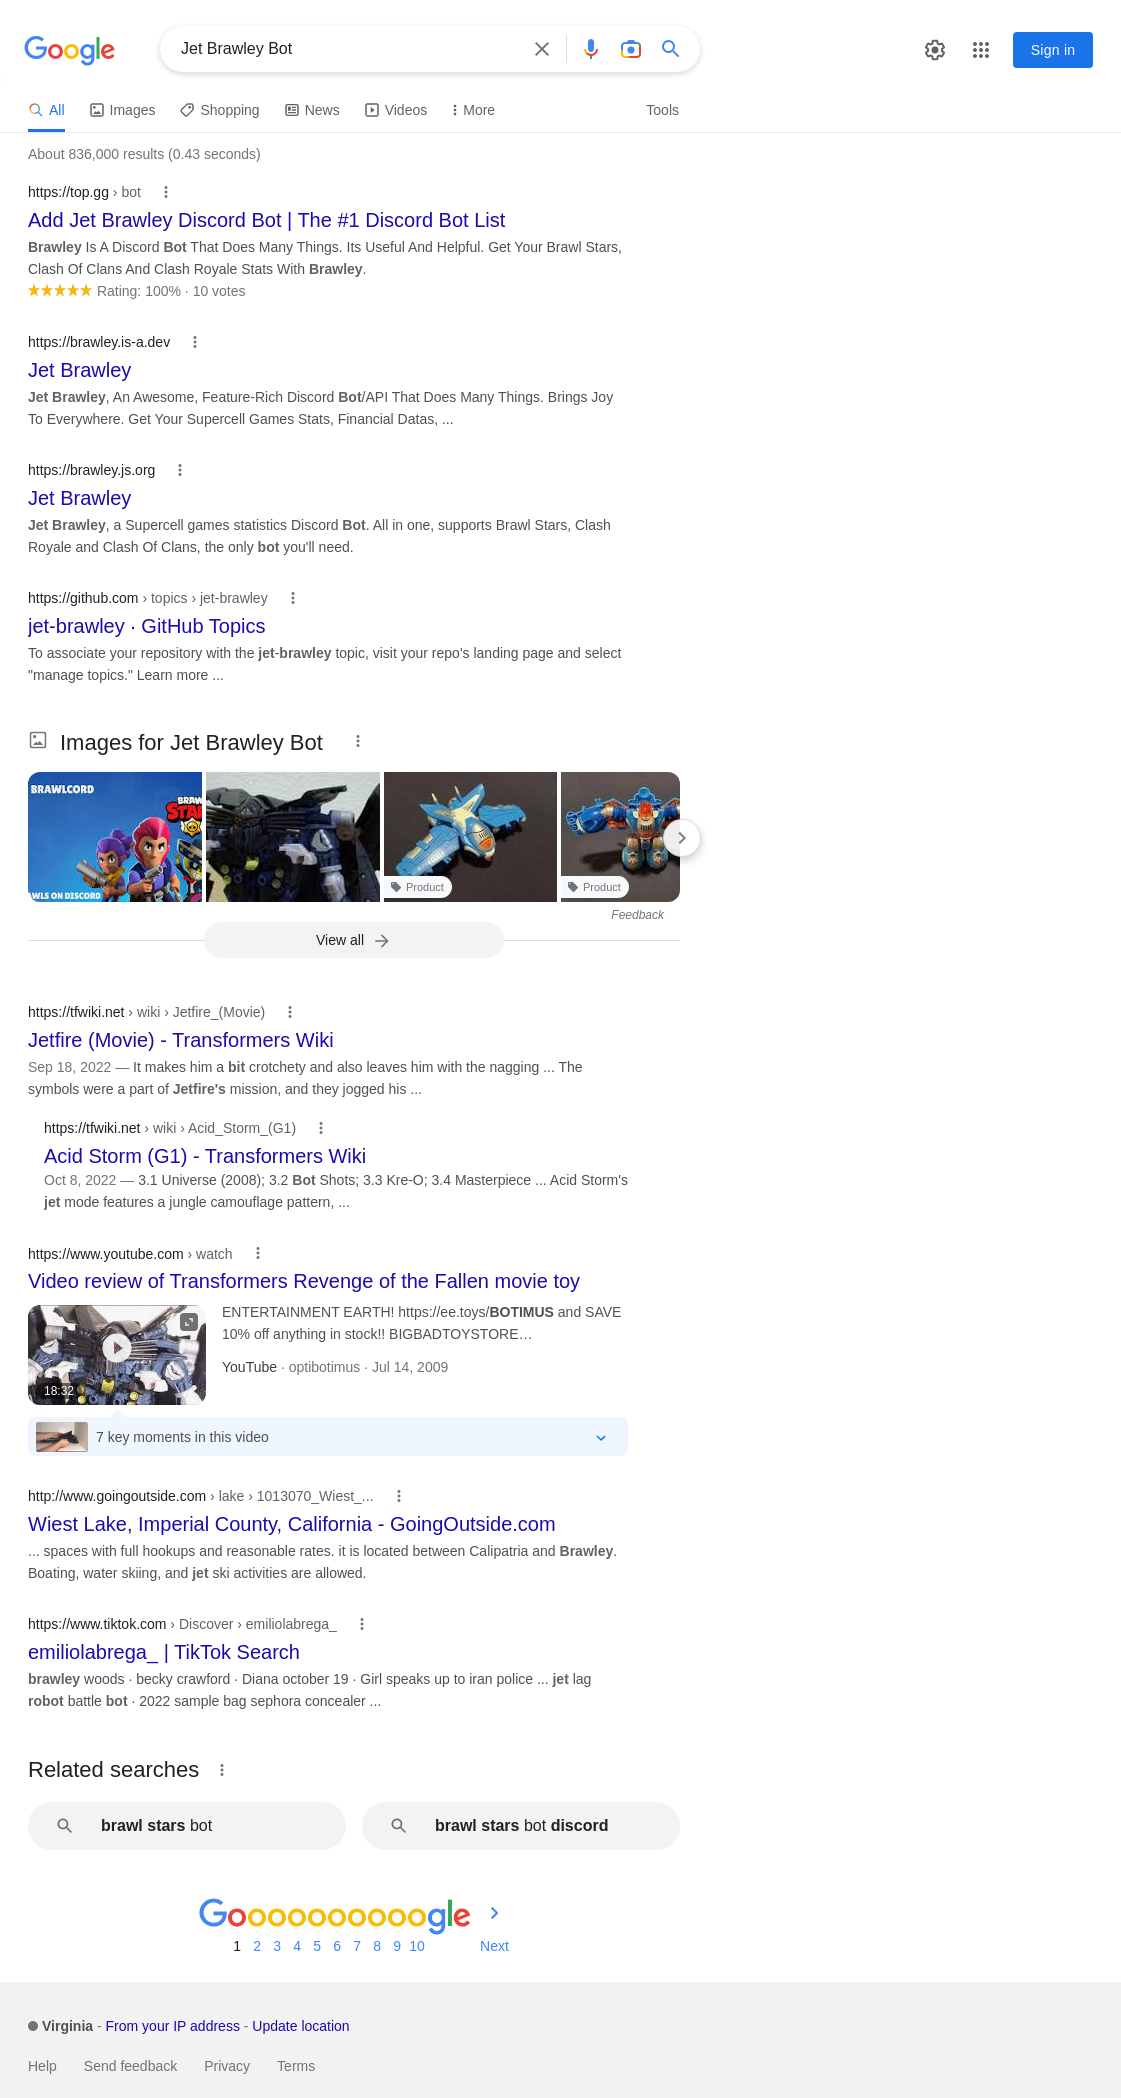 Google
Jet Brawley Bot
Sign in
All
Images
Shopping
News
Videos
More
Tools
About 836,000 results (0.43 seconds)
https://top.gg › bot
Add Jet Brawley Discord Bot | The #1 Discord Bot List
Brawley Is A Discord Bot That Does Many Things. Its Useful And Helpful. Get Your Brawl Stars,
Clash Of Clans And Clash Royale Stats With Brawley.
Rating: 100% · 10 votes
https://brawley.is-a.dev
Jet Brawley
Jet Brawley, An Awesome, Feature-Rich Discord Bot/API That Does Many Things. Brings Joy
To Everywhere. Get Your Supercell Games Stats, Financial Datas, ...
https://brawley.js.org
Jet Brawley
Jet Brawley, a Supercell games statistics Discord Bot. All in one, supports Brawl Stars, Clash
Royale and Clash Of Clans, the only bot you'll need.
https://github.com › topics › jet-brawley
jet-brawley · GitHub Topics
To associate your repository with the jet-brawley topic, visit your repo's landing page and select
"manage topics." Learn more ...
Images for Jet Brawley Bot
BRAWLCORD
BRAW
STA
AWLS ON DISCORD
Product
Product
Feedback
View all
https://tfwiki.net › wiki › Jetfire_(Movie)
Jetfire (Movie) - Transformers Wiki
Sep 18, 2022 — It makes him a bit crotchety and also leaves him with the nagging ... The
symbols were a part of Jetfire's mission, and they jogged his ...
https://tfwiki.net › wiki › Acid_Storm_(G1)
Acid Storm (G1) - Transformers Wiki
Oct 8, 2022 — 3.1 Universe (2008); 3.2 Bot Shots; 3.3 Kre-O; 3.4 Masterpiece ... Acid Storm's
jet mode features a jungle camouflage pattern, ...
https://www.youtube.com › watch
Video review of Transformers Revenge of the Fallen movie toy
ENTERTAINMENT EARTH! https://ee.toys/BOTIMUS and SAVE
10% off anything in stock!! BIGBADTOYSTORE…
YouTube · optibotimus · Jul 14, 2009
18:32
7 key moments in this video
http://www.goingoutside.com › lake › 1013070_Wiest_...
Wiest Lake, Imperial County, California - GoingOutside.com
... spaces with full hookups and reasonable rates. it is located between Calipatria and Brawley.
Boating, water skiing, and jet ski activities are allowed.
https://www.tiktok.com › Discover › emiliolabrega_
emiliolabrega_ | TikTok Search
brawley woods · becky crawford · Diana october 19 · Girl speaks up to iran police ... jet lag
robot battle bot · 2022 sample bag sephora concealer ...
Related searches
brawl stars bot
brawl stars bot discord
Goooooooooogle
1 2 3 4 5 6 7 8 9 10 Next
Virginia - From your IP address - Update location
Help Send feedback Privacy Terms